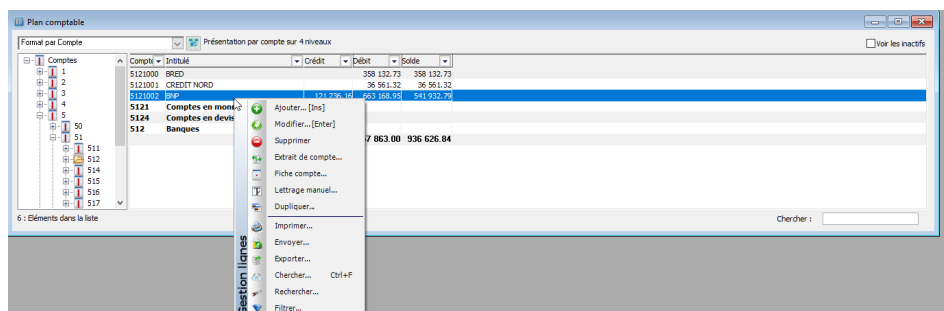 Plan comptable
Format par Compte
Présentation par compte sur 4 niveaux
Voir les inactifs
Comptes
1
2
3
4
5
50
51
511
512
514
515
516
517
Compte Intitulé Crédit Débit Solde
5121000 BRED 358 132.73 358 132.73
5121001 CREDIT NORD 36 561.32 36 561.32
5121002 BNP 121 236.16 663 168.95 541 932.79
5121 Comptes en mon
5124 Comptes en devis
512 Banques
7 863.00 936 626.84
Gestion lignes
Ajouter... [Ins]
Modifier...[Enter]
Supprimer
Extrait de compte...
Fiche compte...
Lettrage manuel...
Dupliquer...
Imprimer...
Envoyer...
Exporter...
Chercher... Ctrl+F
Rechercher...
Filtrer...
6 : Eléments dans la liste
Chercher :